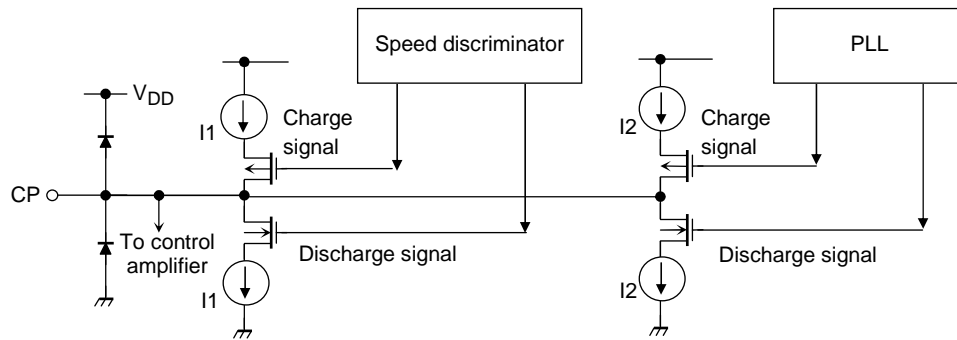 Speed discriminator
PLL
V_DD
I1
Charge
signal
I2
Charge
signal
CP
To control
amplifier
Discharge signal
Discharge signal
I1
I2